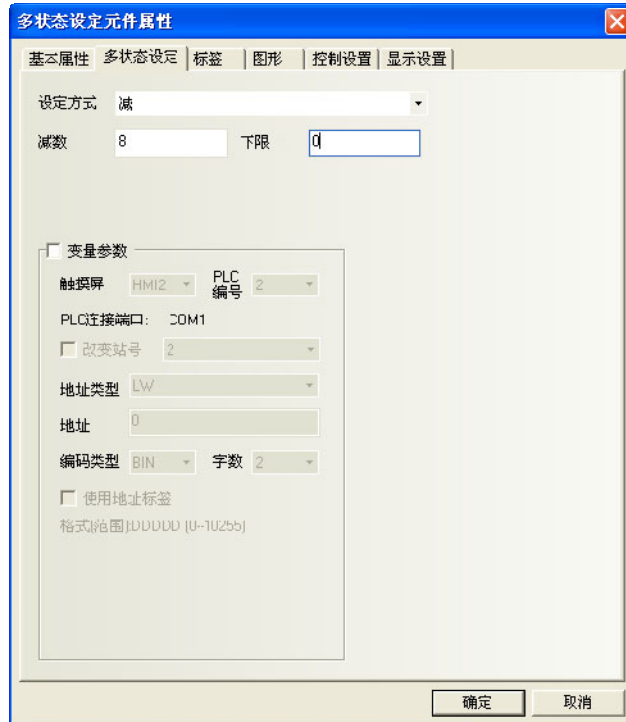 多状态设定元件属性
基本属性 多状态设定 标签 图形 控制设置 显示设置
设定方式 减
减数 8 下限 0
变量参数
触摸屏 HMI2 PLC编号 2
PLC连接端口: COM1
改变站号 2
地址类型 LW
地址 0
编码类型 BIN 字数 2
使用地址标签
格式[范围]:DDDDD [0--10255]
确定 取消